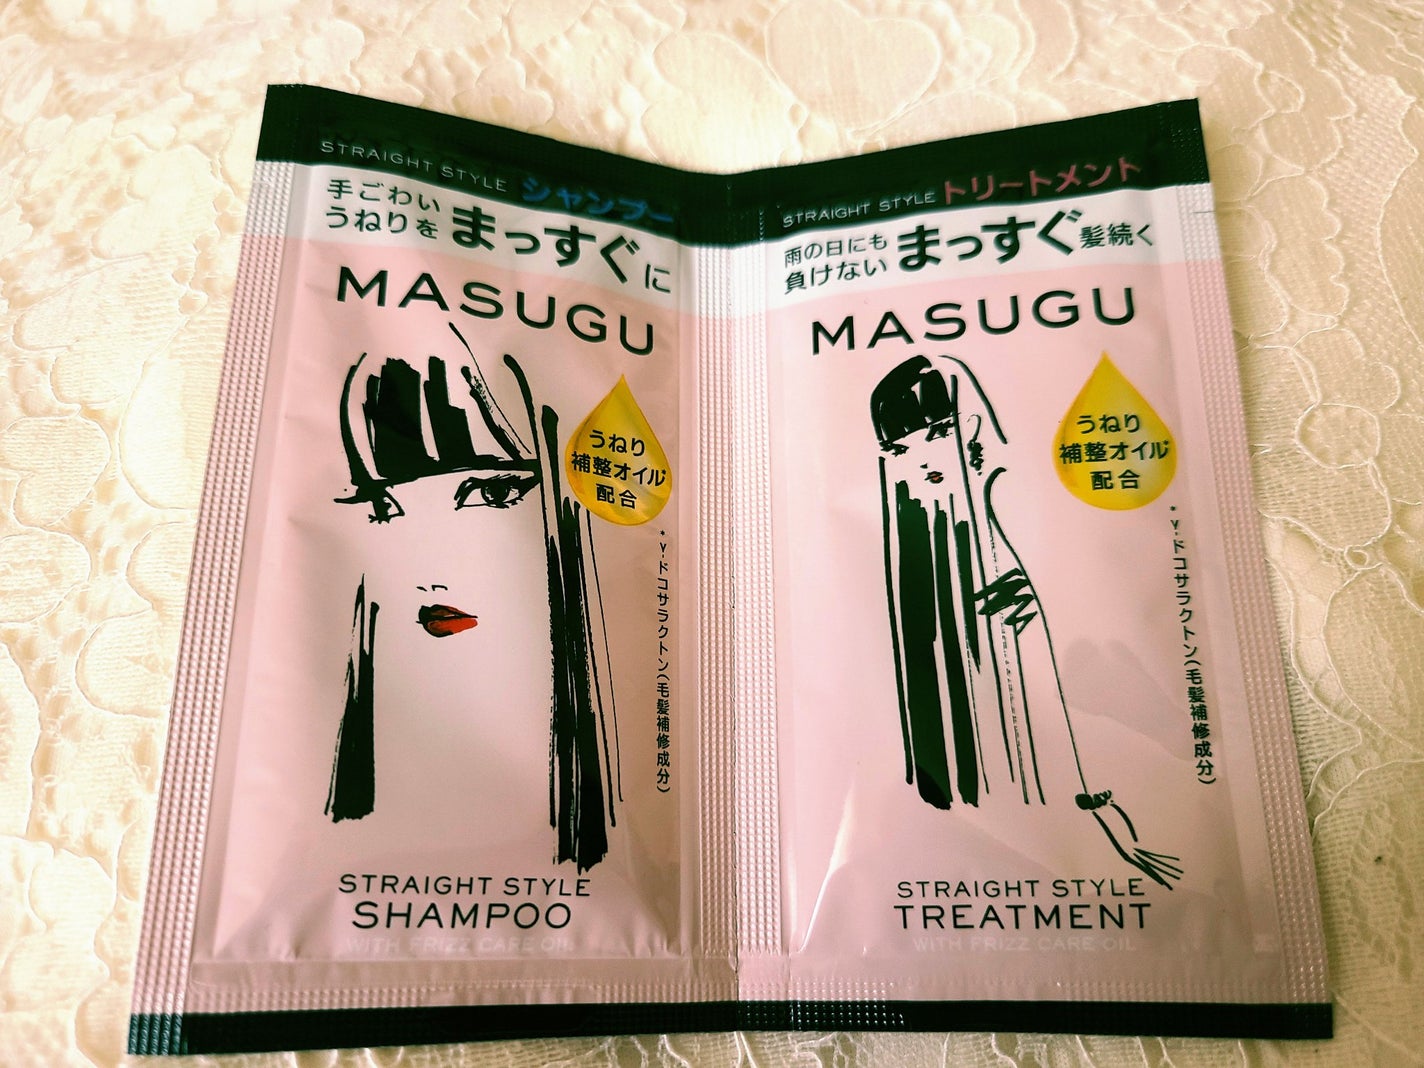 STRAIGHT STYLE シャンプー
手ごわい
うねりを まっすぐに
MASUGU
うねり
補整オイル*
配合
*γ-ドコサラクトン(毛髪補修成分)
STRAIGHT STYLE
SHAMPOO
WITH FRIZZ CARE OIL
STRAIGHT STYLE トリートメント
雨の日にも
負けない まっすぐ髪続く
MASUGU
うねり
補整オイル*
配合
*γ-ドコサラクトン(毛髪補修成分)
STRAIGHT STYLE
TREATMENT
WITH FRIZZ CARE OIL